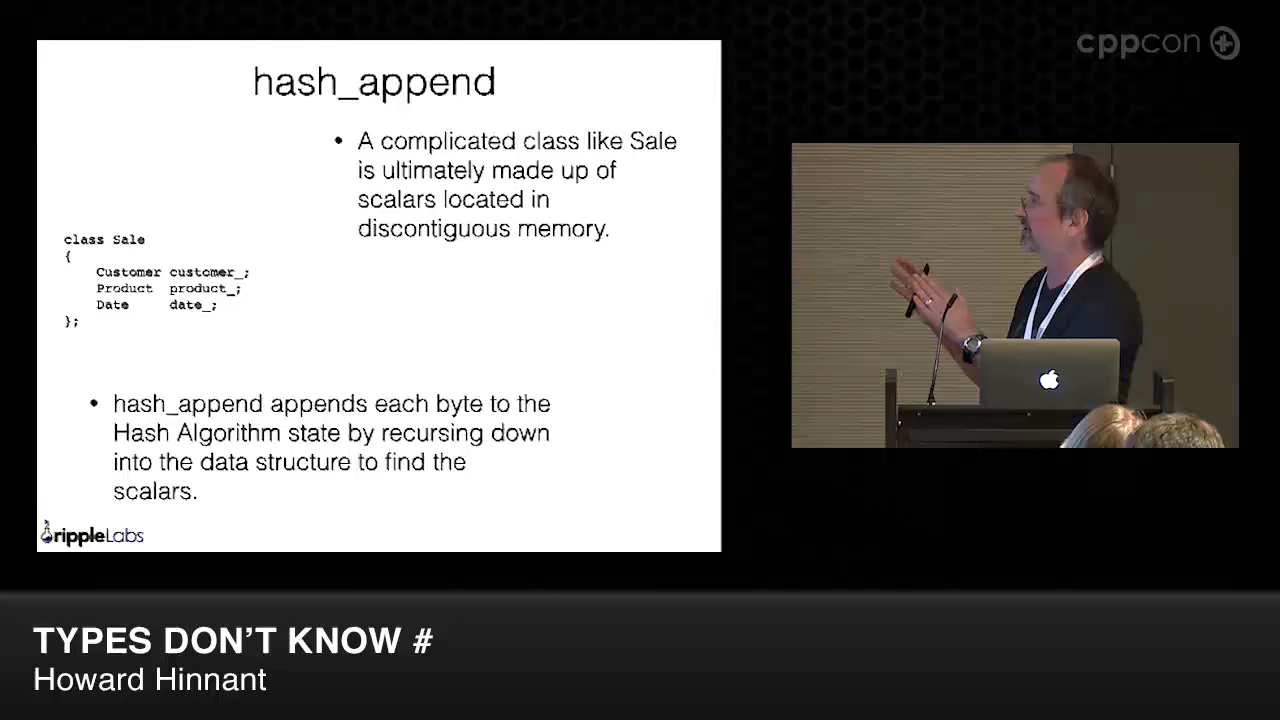 cppcon
hash_append
• A complicated class like Sale
is ultimately made up of
scalars located in
discontiguous memory.
class Sale
{
Customer customer_;
Product product_;
Date date_;
};
• hash_append appends each byte to the
Hash Algorithm state by recursing down
into the data structure to find the
scalars.
rippleLabs
TYPES DON'T KNOW #
Howard Hinnant